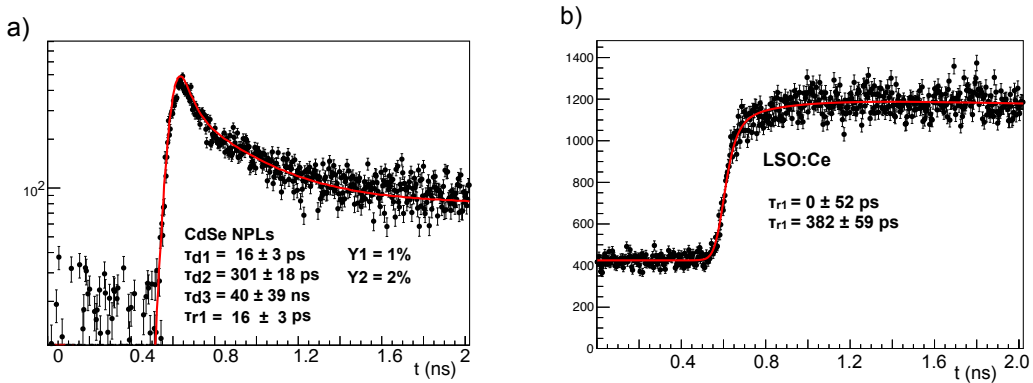 a)
10²
CdSe NPLs
τd1 = 16 ± 3 ps Y1 = 1%
τd2 = 301 ± 18 ps Y2 = 2%
τd3 = 40 ± 39 ns
τr1 = 16 ± 3 ps
0 0.4 0.8 1.2 1.6 2
t (ns)
b)
1400
1200
1000
800
600
400
200
0
LSO:Ce
τr1 = 0 ± 52 ps
τr1 = 382 ± 59 ps
0.4 0.8 1.2 1.6 2.0
t (ns)